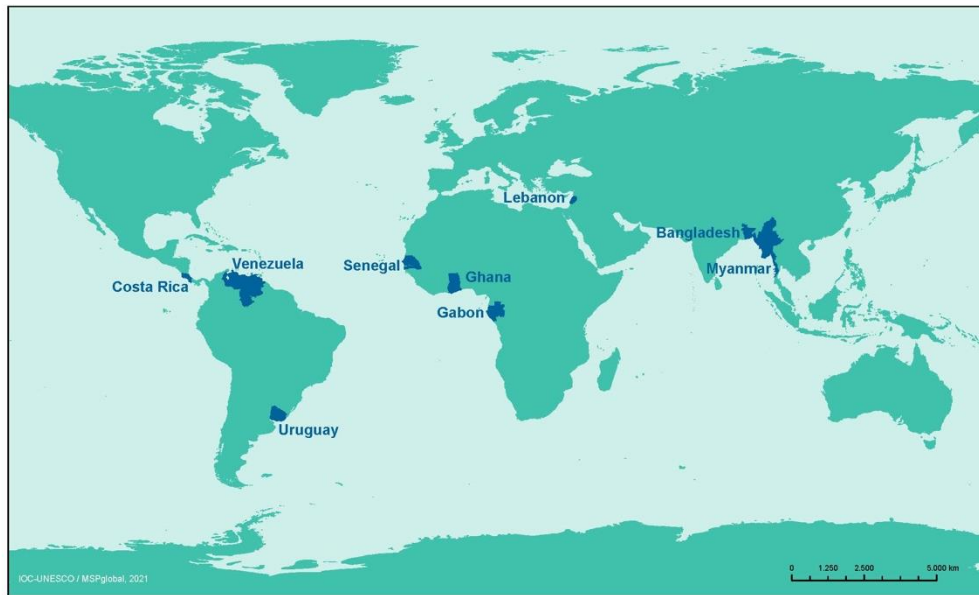 Lebanon
Bangladesh
Venezuela
Senegal
Myanmar
Ghana
Costa Rica
Gabon
Uruguay
IOC-UNESCO / MSPglobal, 2021
0 1.250 2.500 5.000 km